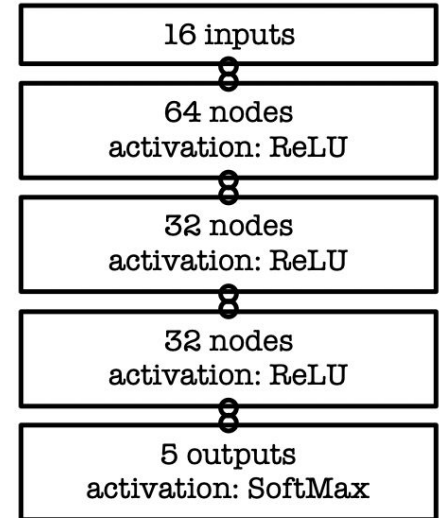 16 inputs
64 nodes
activation: ReLU
32 nodes
activation: ReLU
32 nodes
activation: ReLU
5 outputs
activation: SoftMax